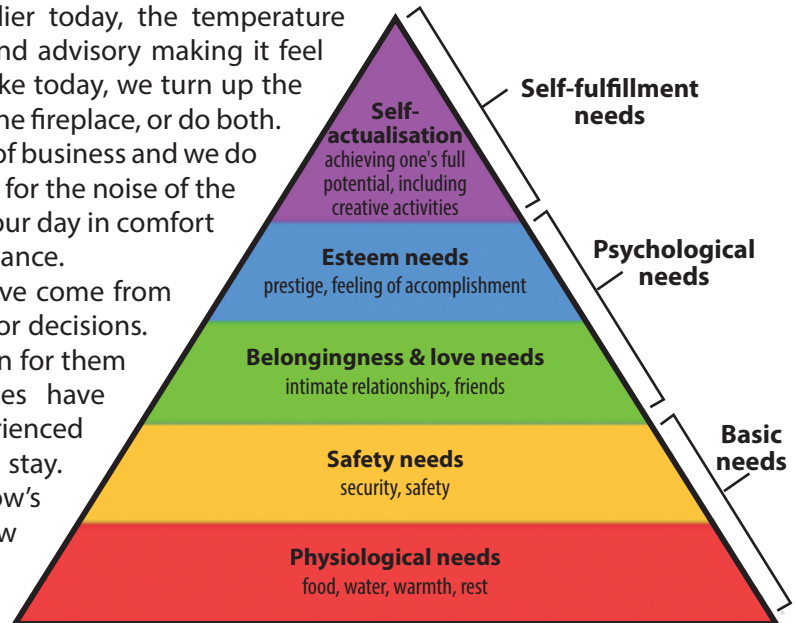 lier today, the temperature
nd advisory making it feel
ke today, we turn up the
ne fireplace, or do both.
of business and we do
for the noise of the
our day in comfort
ance.
ve come from
or decisions.
n for them
es have
rienced
stay.
ow's
w
Self-
actualisation
achieving one's full
potential, including
creative activities
Esteem needs
prestige, feeling of accomplishment
Belongingness & love needs
intimate relationships, friends
Safety needs
security, safety
Physiological needs
food, water, warmth, rest
Self-fulfillment
needs
Psychological
needs
Basic
needs